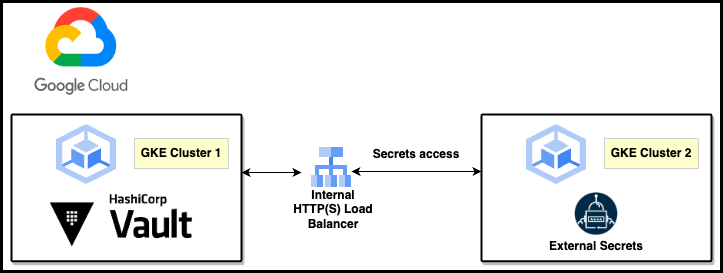 Google Cloud
GKE Cluster 1
HashiCorp
Vault
Internal
HTTP(S) Load
Balancer
Secrets access
GKE Cluster 2
External Secrets